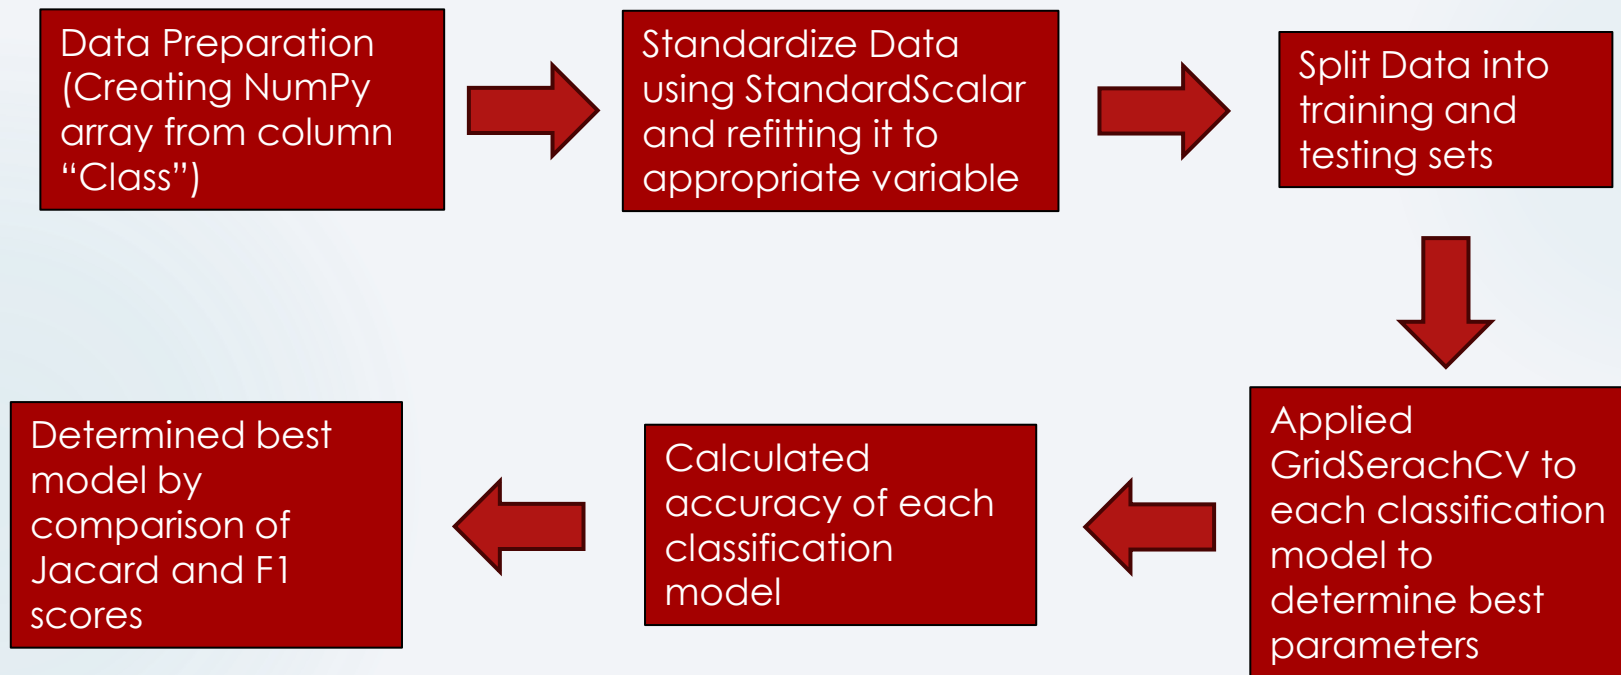 Data Preparation
(Creating NumPy
array from column
“Class”)
Standardize Data
using StandardScalar
and refitting it to
appropriate variable
Split Data into
training and
testing sets
Applied
GridSerachCV to
each classification
model to
determine best
parameters
Calculated
accuracy of each
classification
model
Determined best
model by
comparison of
Jacard and F1
scores